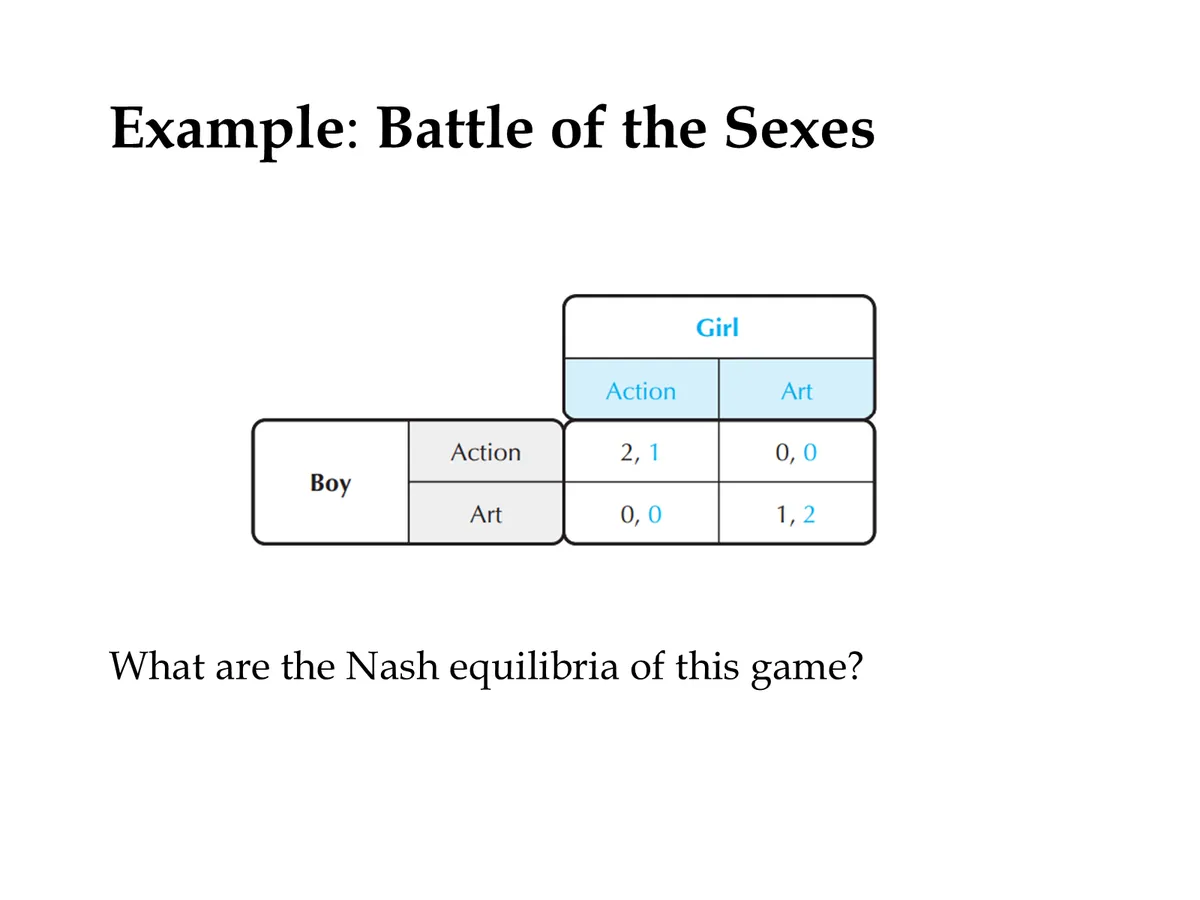 Example: Battle of the Sexes
Girl
Action Art
Boy
Action 2, 1 0, 0
Art 0, 0 1, 2
What are the Nash equilibria of this game?